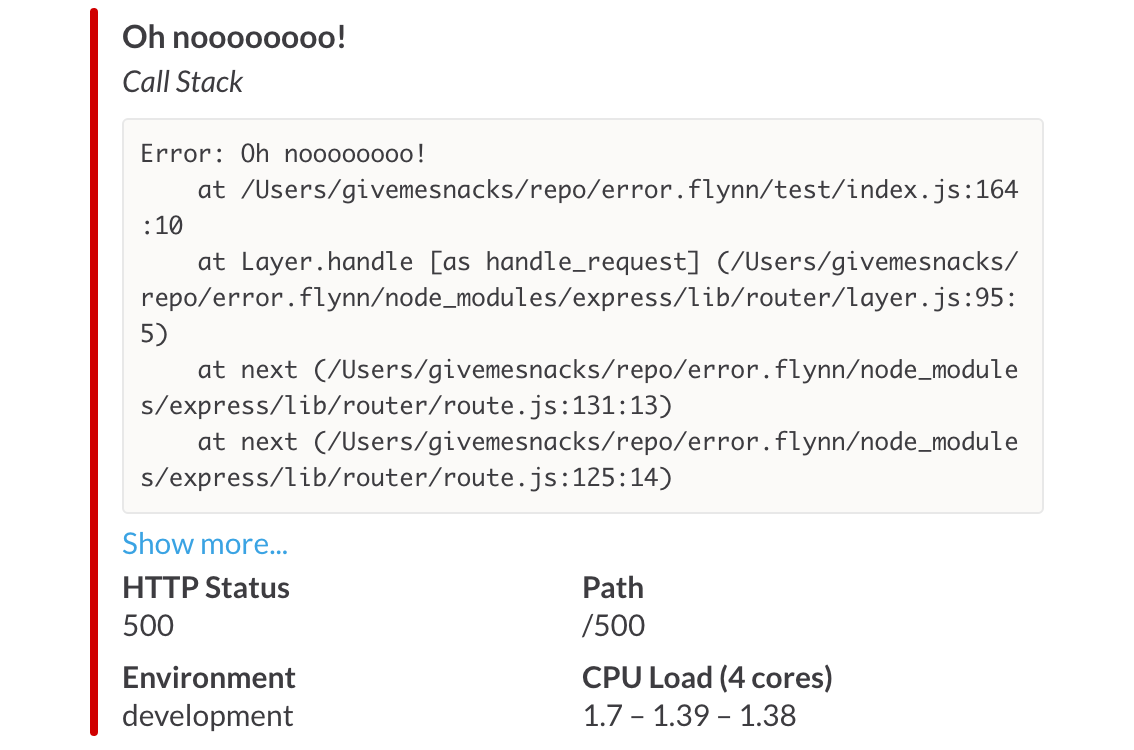 Oh noooooooo!
Call Stack
Error: Oh noooooooo!
    at /Users/givemesnacks/repo/error.flynn/test/index.js:164
:10
    at Layer.handle [as handle_request] (/Users/givemesnacks/
repo/error.flynn/node_modules/express/lib/router/layer.js:95:
5)
    at next (/Users/givemesnacks/repo/error.flynn/node_module
s/express/lib/router/route.js:131:13)
    at next (/Users/givemesnacks/repo/error.flynn/node_module
s/express/lib/router/route.js:125:14)
Show more...
HTTP Status
500
Path
/500
Environment
development
CPU Load (4 cores)
1.7 – 1.39 – 1.38